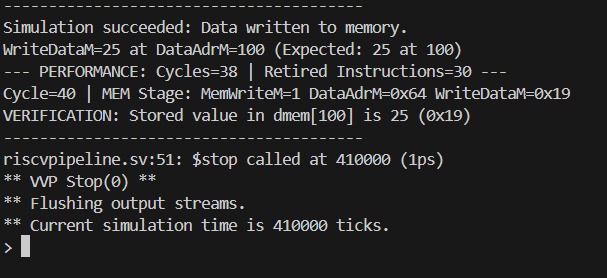 ----------------------------------------
Simulation succeeded: Data written to memory.
WriteDataM=25 at DataAdrM=100 (Expected: 25 at 100)
--- PERFORMANCE: Cycles=38 | Retired Instructions=30 ---
Cycle=40 | MEM Stage: MemWriteM=1 DataAdrM=0x64 WriteDataM=0x19
VERIFICATION: Stored value in dmem[100] is 25 (0x19)
----------------------------------------
riscvpipeline.sv:51: $stop called at 410000 (1ps)
** VVP Stop(0) **
** Flushing output streams.
** Current simulation time is 410000 ticks.
>